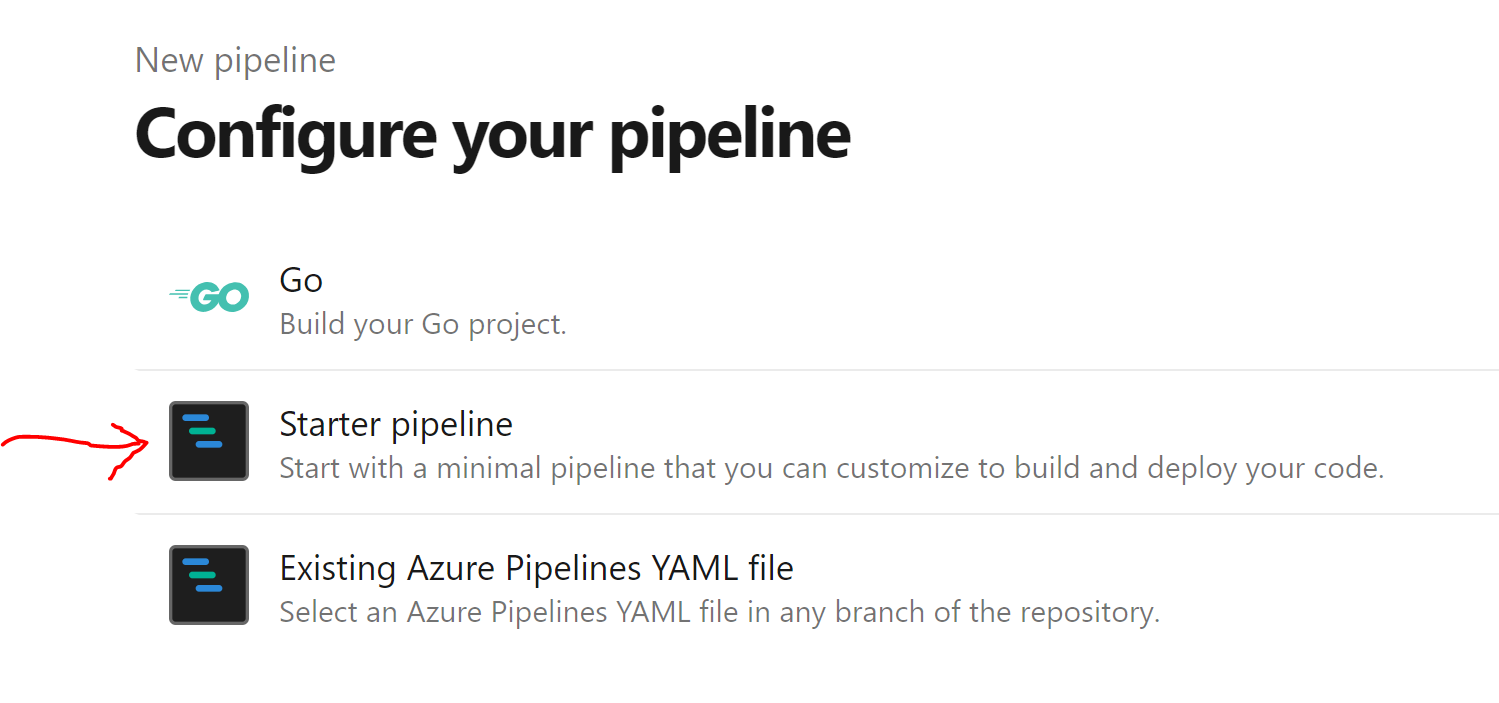 New pipeline
Configure your pipeline
GO
Go
Build your Go project.
Starter pipeline
Start with a minimal pipeline that you can customize to build and deploy your code.
Existing Azure Pipelines YAML file
Select an Azure Pipelines YAML file in any branch of the repository.